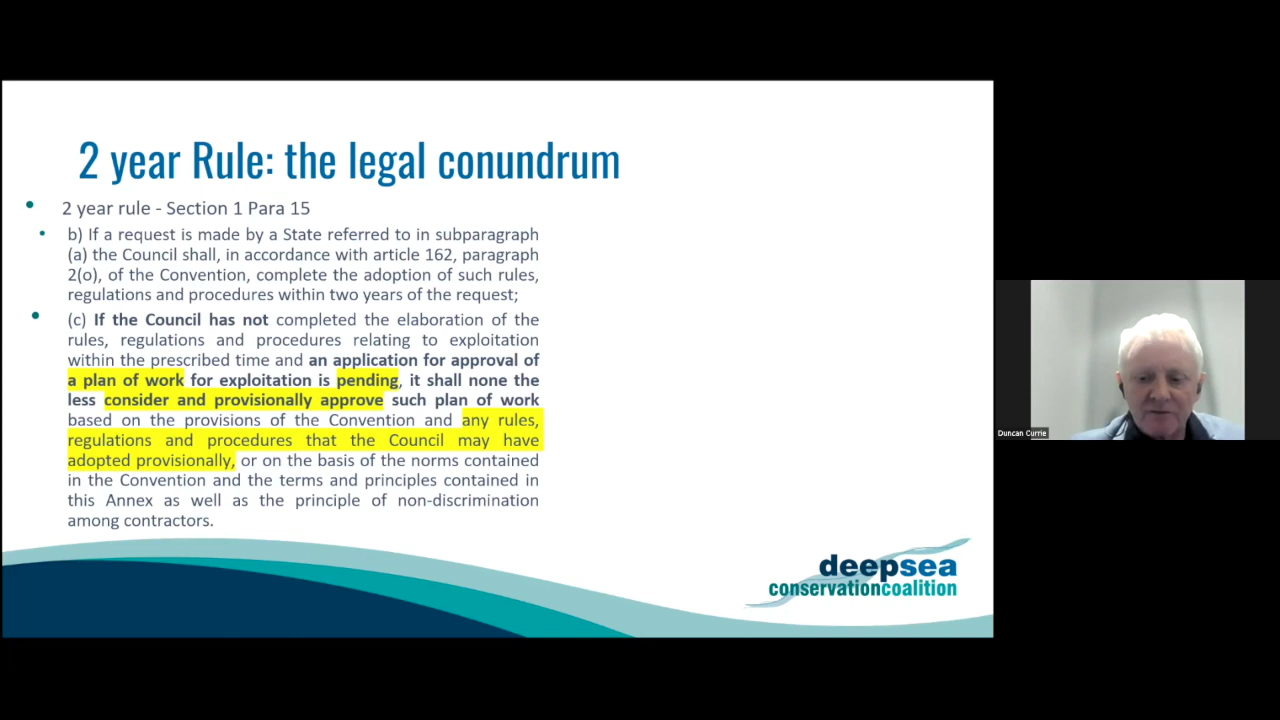 2 year Rule: the legal conundrum
• 2 year rule - Section 1 Para 15
• b) If a request is made by a State referred to in subparagraph
(a) the Council shall, in accordance with article 162, paragraph
2(o), of the Convention, complete the adoption of such rules,
regulations and procedures within two years of the request;
• (c) If the Council has not completed the elaboration of the
rules, regulations and procedures relating to exploitation
within the prescribed time and an application for approval of
a plan of work for exploitation is pending, it shall none the
less consider and provisionally approve such plan of work
based on the provisions of the Convention and any rules,
regulations and procedures that the Council may have
adopted provisionally, or on the basis of the norms contained
in the Convention and the terms and principles contained in
this Annex as well as the principle of non-discrimination
among contractors.
deepsea
conservationcoalition
Duncan Currie